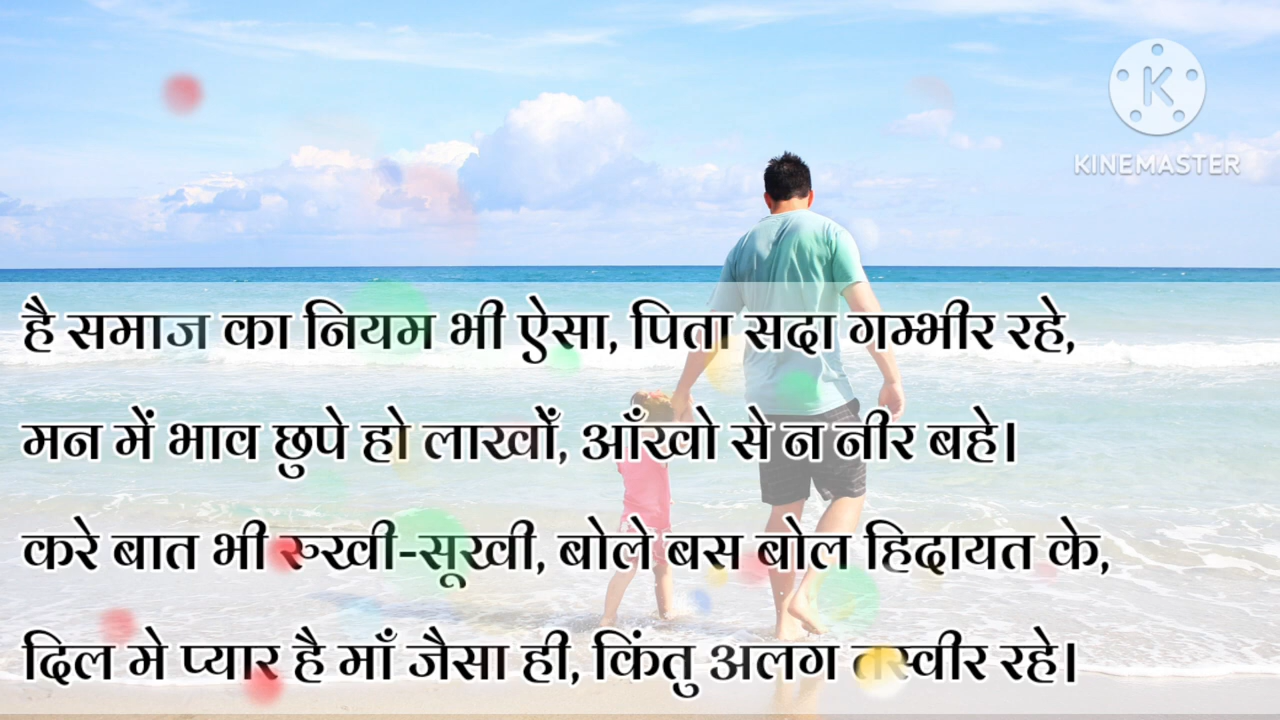 KINEMASTER
है समाज का नियम भी ऐसा, पिता सदा गम्भीर रहे,
मन में भाव छुपे हो लाखोंं, आँखो से न नीर बहे।
करे बात भी रुखी-सूखी, बोले बस बोल हिदायत के,
दिल मे प्यार है माँ जैसा ही, किंतु अलग तस्वीर रहे।